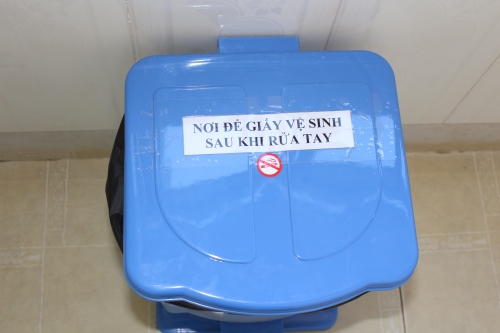 NƠI ĐỂ GIẤY VỆ SINH
SAU KHI RỬA TAY